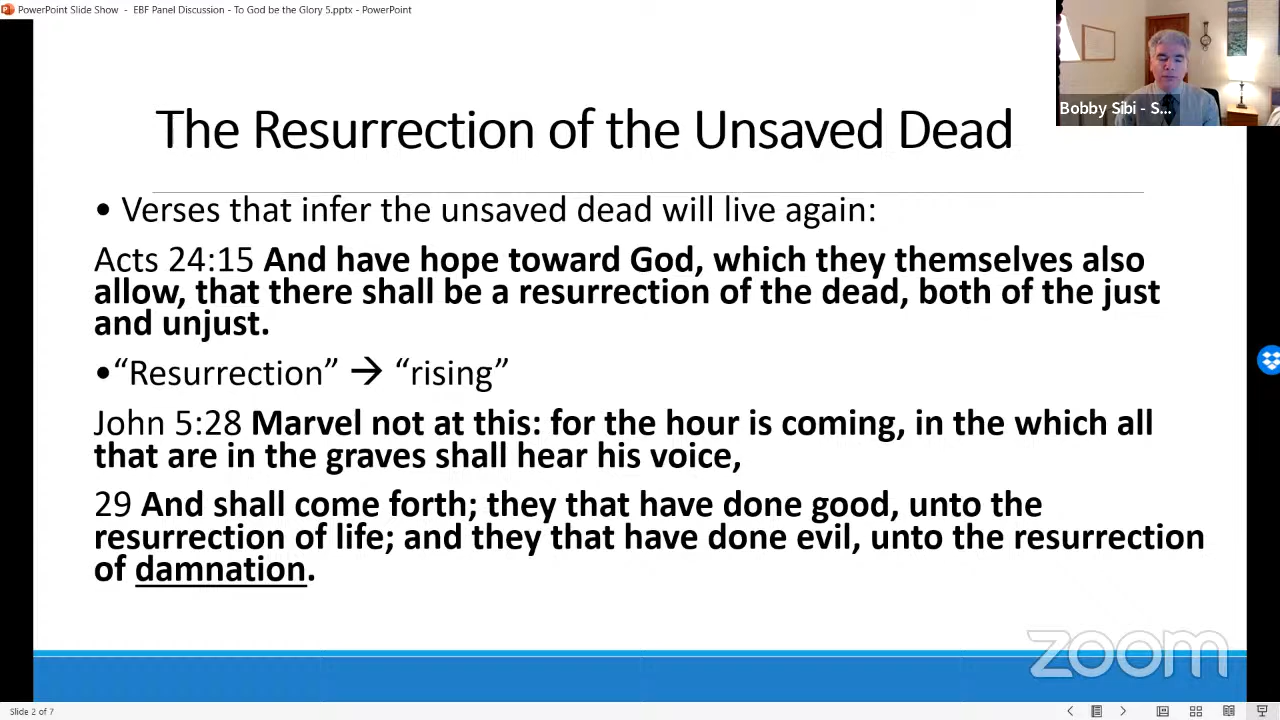 PowerPoint Slide Show - EBF Panel Discussion - To God be the Glory 5.pptx - PowerPoint
Bobby Sibi - S...
The Resurrection of the Unsaved Dead
• Verses that infer the unsaved dead will live again:
Acts 24:15 And have hope toward God, which they themselves also
allow, that there shall be a resurrection of the dead, both of the just
and unjust.
•“Resurrection” → “rising”
John 5:28 Marvel not at this: for the hour is coming, in the which all
that are in the graves shall hear his voice,
29 And shall come forth; they that have done good, unto the
resurrection of life; and they that have done evil, unto the resurrection
of damnation.
zoom
Slide 2 of 7